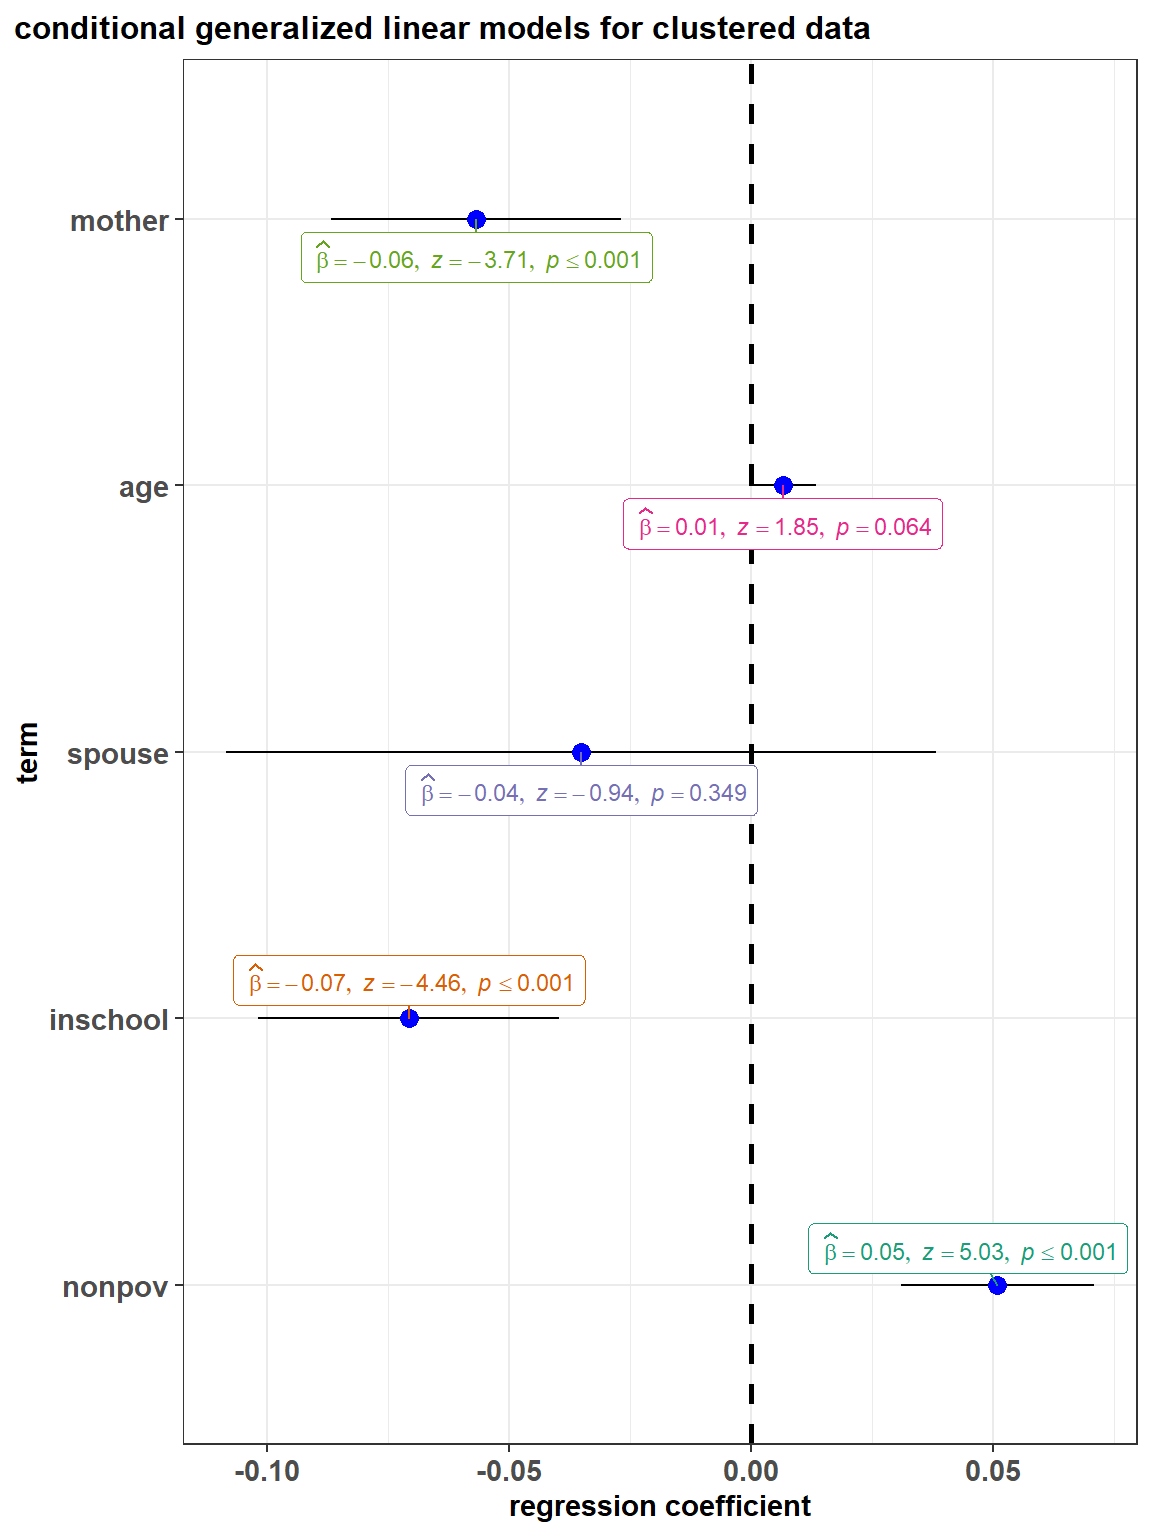 conditional generalized linear models for clustered data
mother
β̂ = −0.06, z = −3.71, p ≤ 0.001
age
β̂ = 0.01, z = 1.85, p = 0.064
term
spouse
β̂ = −0.04, z = −0.94, p = 0.349
β̂ = −0.07, z = −4.46, p ≤ 0.001
inschool
β̂ = 0.05, z = 5.03, p ≤ 0.001
nonpov
-0.10 -0.05 0.00 0.05
regression coefficient